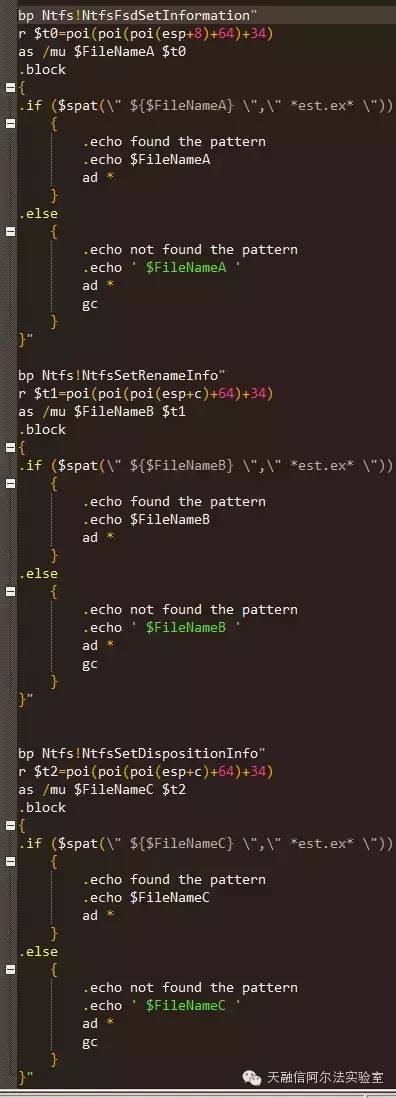 bp Ntfs!NtfsFsdSetInformation"
r $t0=poi(poi(poi(esp+8)+64)+34)
as /mu $FileNameA $t0
.block
{
.if ($spat(\" ${$FileNameA} \",\" *est.ex* \"))
{
.echo found the pattern
.echo $FileNameA
ad *
}
.else
{
.echo not found the pattern
.echo ' $FileNameA '
ad *
gc
}
}"
bp Ntfs!NtfsSetRenameInfo"
r $t1=poi(poi(poi(esp+c)+64)+34)
as /mu $FileNameB $t1
.block
{
.if ($spat(\" ${$FileNameB} \",\" *est.ex* \"))
{
.echo found the pattern
.echo $FileNameB
ad *
}
.else
{
.echo not found the pattern
.echo ' $FileNameB '
ad *
gc
}
}"
bp Ntfs!NtfsSetDispositionInfo"
r $t2=poi(poi(poi(esp+c)+64)+34)
as /mu $FileNameC $t2
.block
{
.if ($spat(\" ${$FileNameC} \",\" *est.ex* \"))
{
.echo found the pattern
.echo $FileNameC
ad *
}
.else
{
.echo not found the pattern
.echo ' $FileNameC '
ad *
gc
}
}"
天融信阿尔法实验室